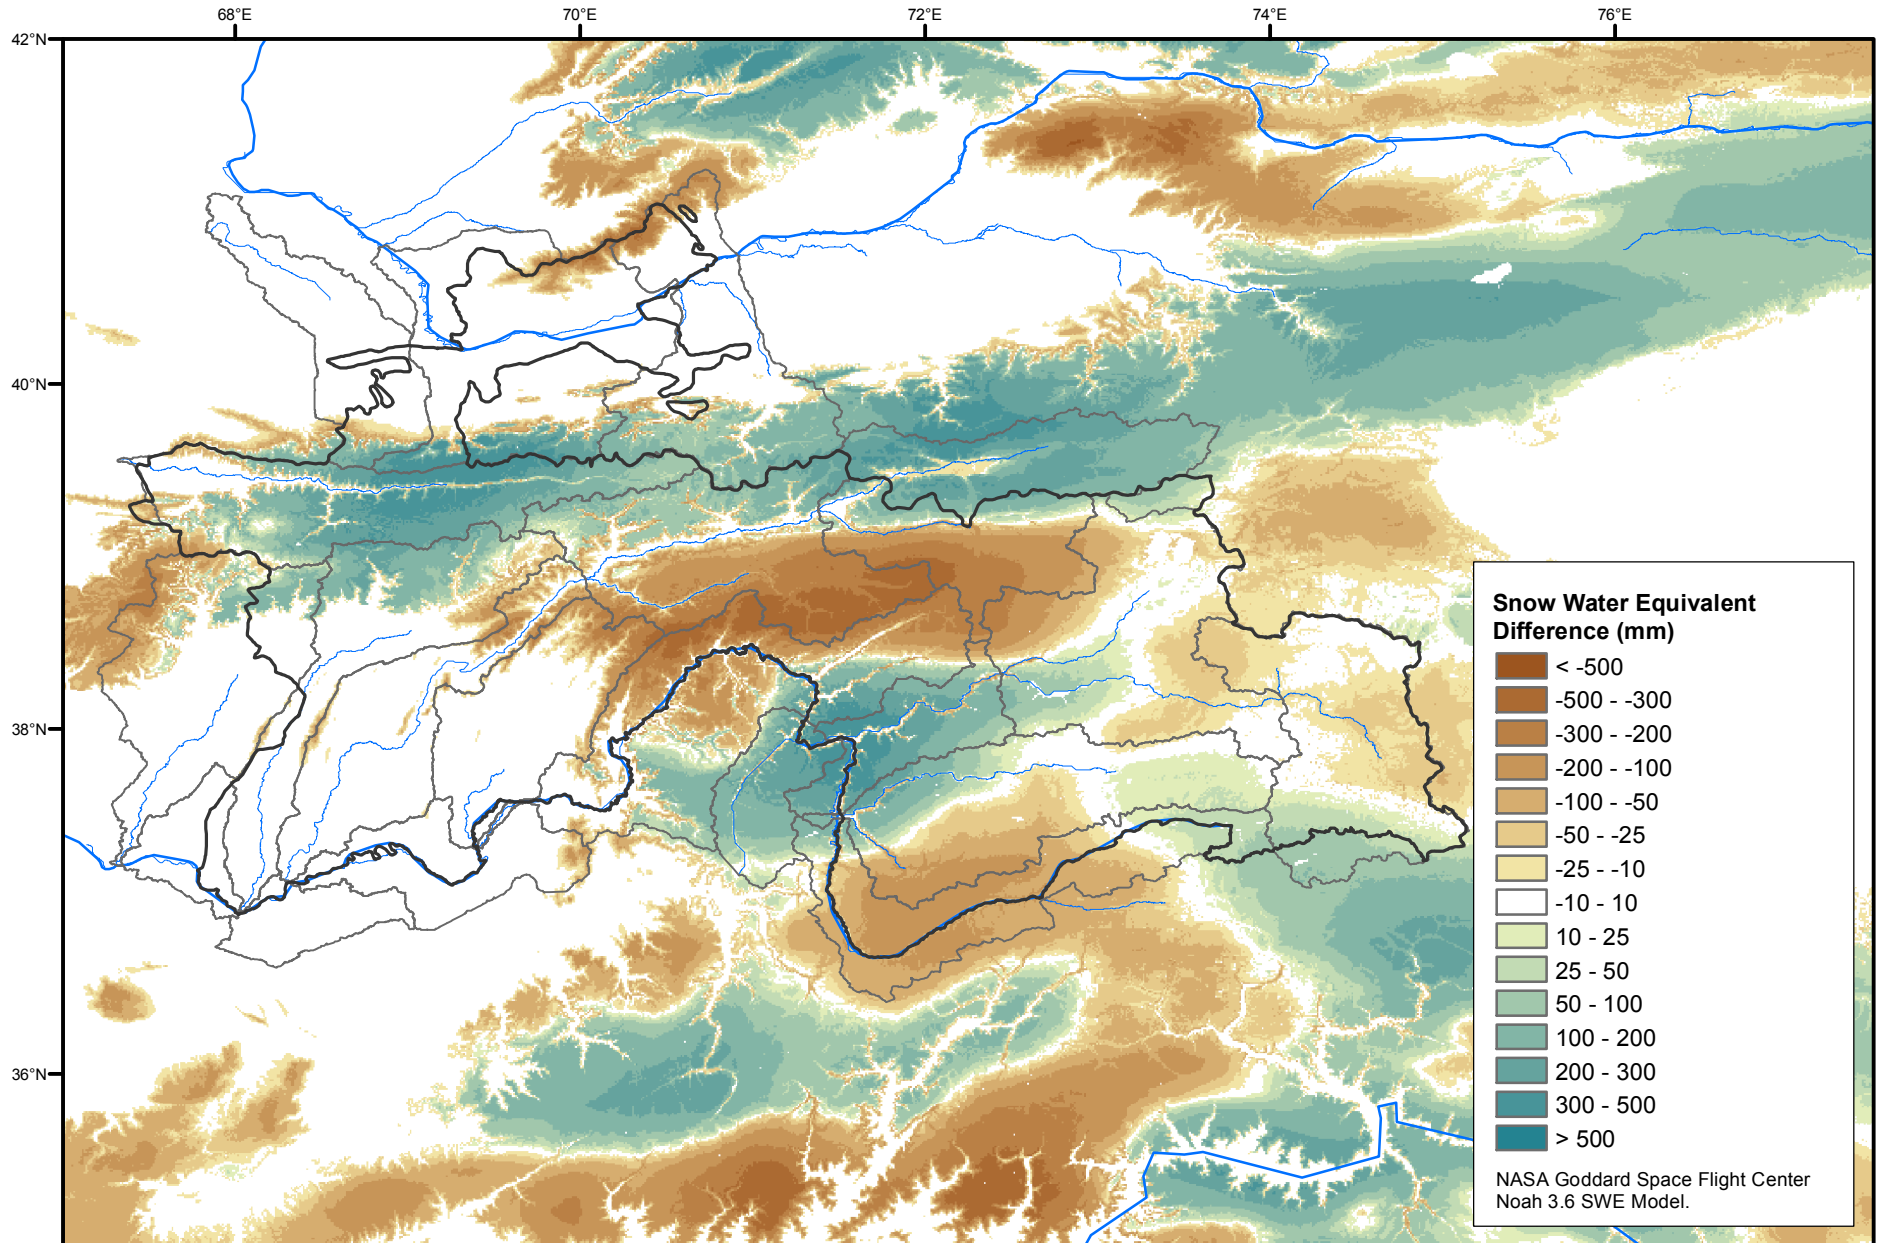 68°E
70°E
72°E
74°E
76°E
42°N
40°N
38°N
36°N
Snow Water Equivalent
Difference (mm)
< -500
-500 - -300
-300 - -200
-200 - -100
-100 - -50
-50 - -25
-25 - -10
-10 - 10
10 - 25
25 - 50
50 - 100
100 - 200
200 - 300
300 - 500
> 500
NASA Goddard Space Flight Center
Noah 3.6 SWE Model.